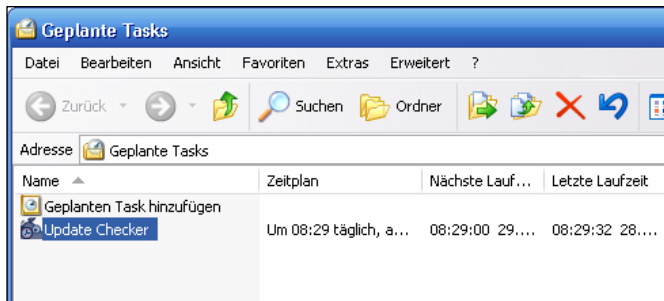 Geplante Tasks
Datei Bearbeiten Ansicht Favoriten Extras Erweitert ?
Zurück Suchen Ordner
Adresse Geplante Tasks
Name Zeitplan Nächste Lauf... Letzte Laufzeit
Geplanten Task hinzufügen
Update Checker Um 08:29 täglich, a... 08:29:00 29.... 08:29:32 28....